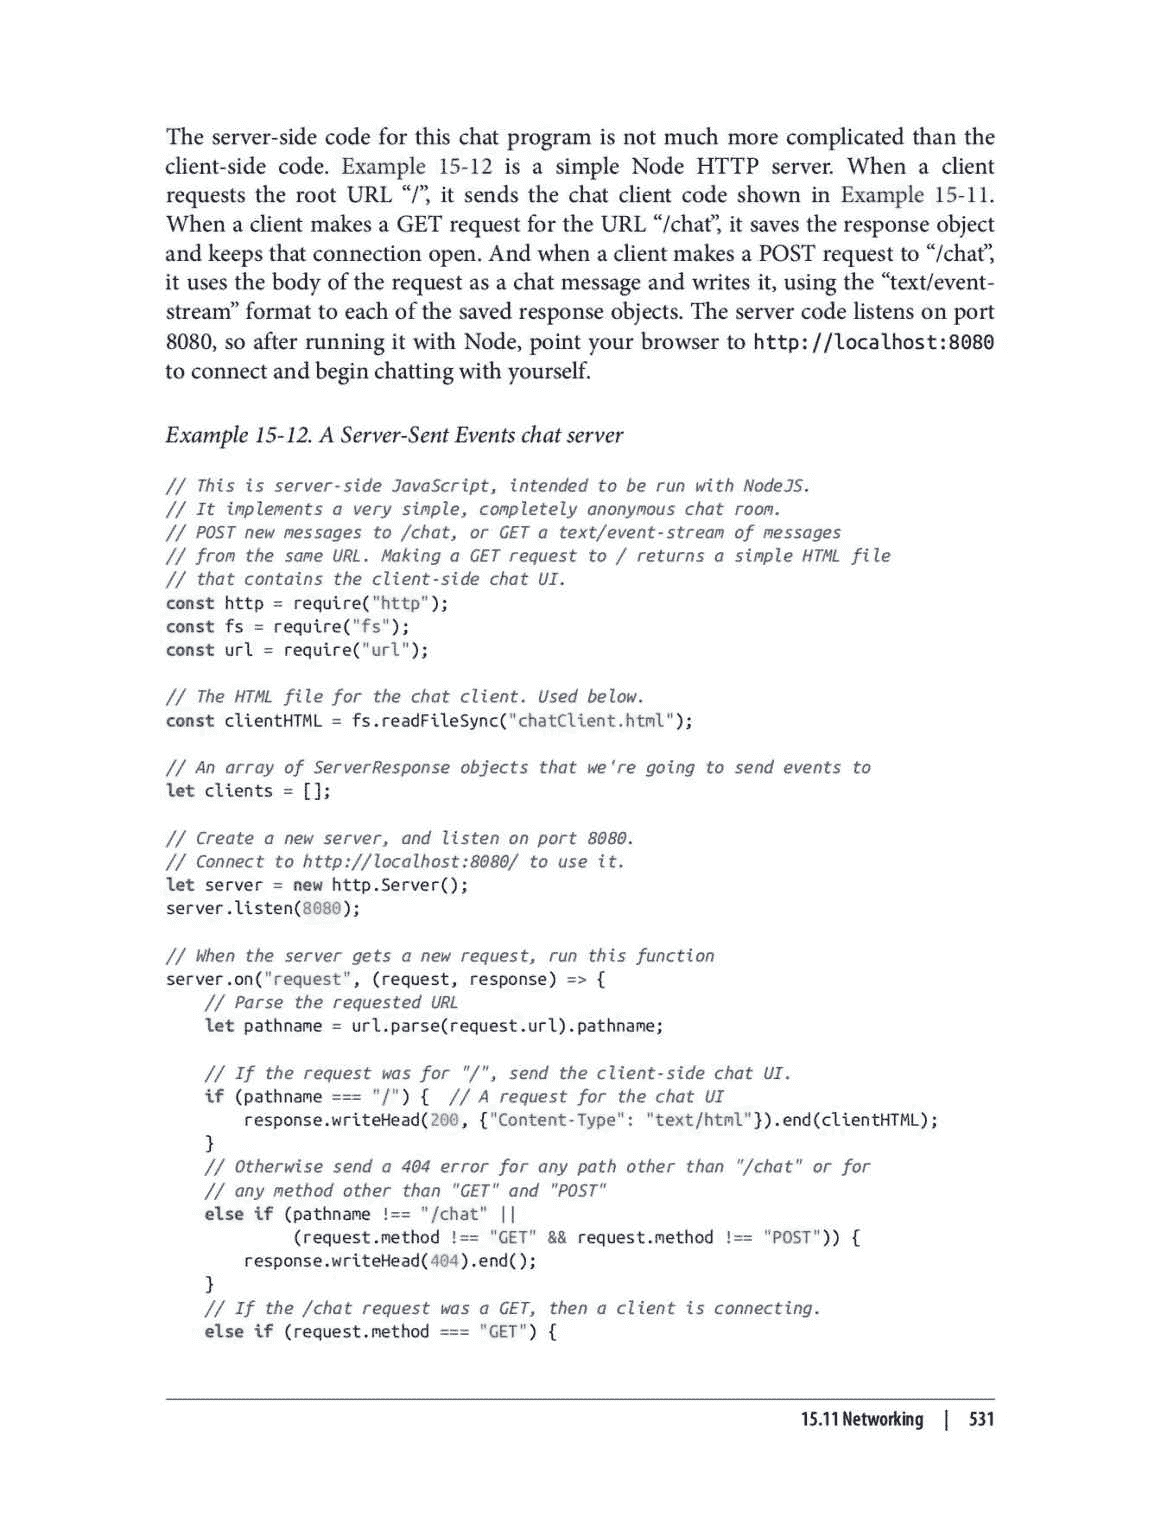 The server-side code for this chat program is not much more complicated than the
client-side code. Example 15-12 is a simple Node HTTP server. When a client
requests the root URL “/”, it sends the chat client code shown in Example 15-11.
When a client makes a GET request for the URL “/chat”, it saves the response object
and keeps that connection open. And when a client makes a POST request to “/chat”,
it uses the body of the request as a chat message and writes it, using the “text/event-
stream” format to each of the saved response objects. The server code listens on port
8080, so after running it with Node, point your browser to http://localhost:8080
to connect and begin chatting with yourself.
Example 15-12. A Server-Sent Events chat server
// This is server-side JavaScript, intended to be run with NodeJS.
// It implements a very simple, completely anonymous chat room.
// POST new messages to /chat, or GET a text/event-stream of messages
// from the same URL. Making a GET request to / returns a simple HTML file
// that contains the client-side chat UI.
const http = require("http");
const fs = require("fs");
const url = require("url");
// The HTML file for the chat client. Used below.
const clientHTML = fs.readFileSync("chatClient.html");
// An array of ServerResponse objects that we're going to send events to
let clients = [];
// Create a new server, and listen on port 8080.
// Connect to http://localhost:8080/ to use it.
let server = new http.Server();
server.listen(8080);
// When the server gets a new request, run this function
server.on("request", (request, response) => {
    // Parse the requested URL
    let pathname = url.parse(request.url).pathname;
    // If the request was for "/", send the client-side chat UI.
    if (pathname === "/") {  // A request for the chat UI
        response.writeHead(200, {"Content-Type": "text/html"}).end(clientHTML);
    }
    // Otherwise send a 404 error for any path other than "/chat" or for
    // any method other than "GET" and "POST"
    else if (pathname !== "/chat" ||
             (request.method !== "GET" && request.method !== "POST")) {
        response.writeHead(404).end();
    }
    // If the /chat request was a GET, then a client is connecting.
    else if (request.method === "GET") {
15.11 Networking | 531